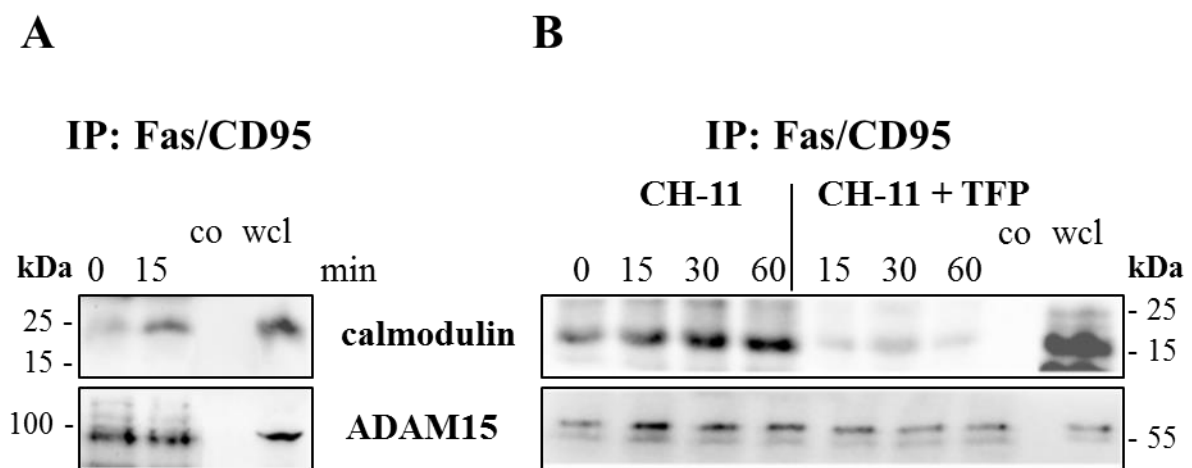 A
IP: Fas/CD95
co wcl
kDa 0 15 min
25 -
15 -
calmodulin
100 -
ADAM15
B
IP: Fas/CD95
CH-11 CH-11 + TFP
co wcl
0 15 30 60 15 30 60 kDa
- 25
- 15
- 55